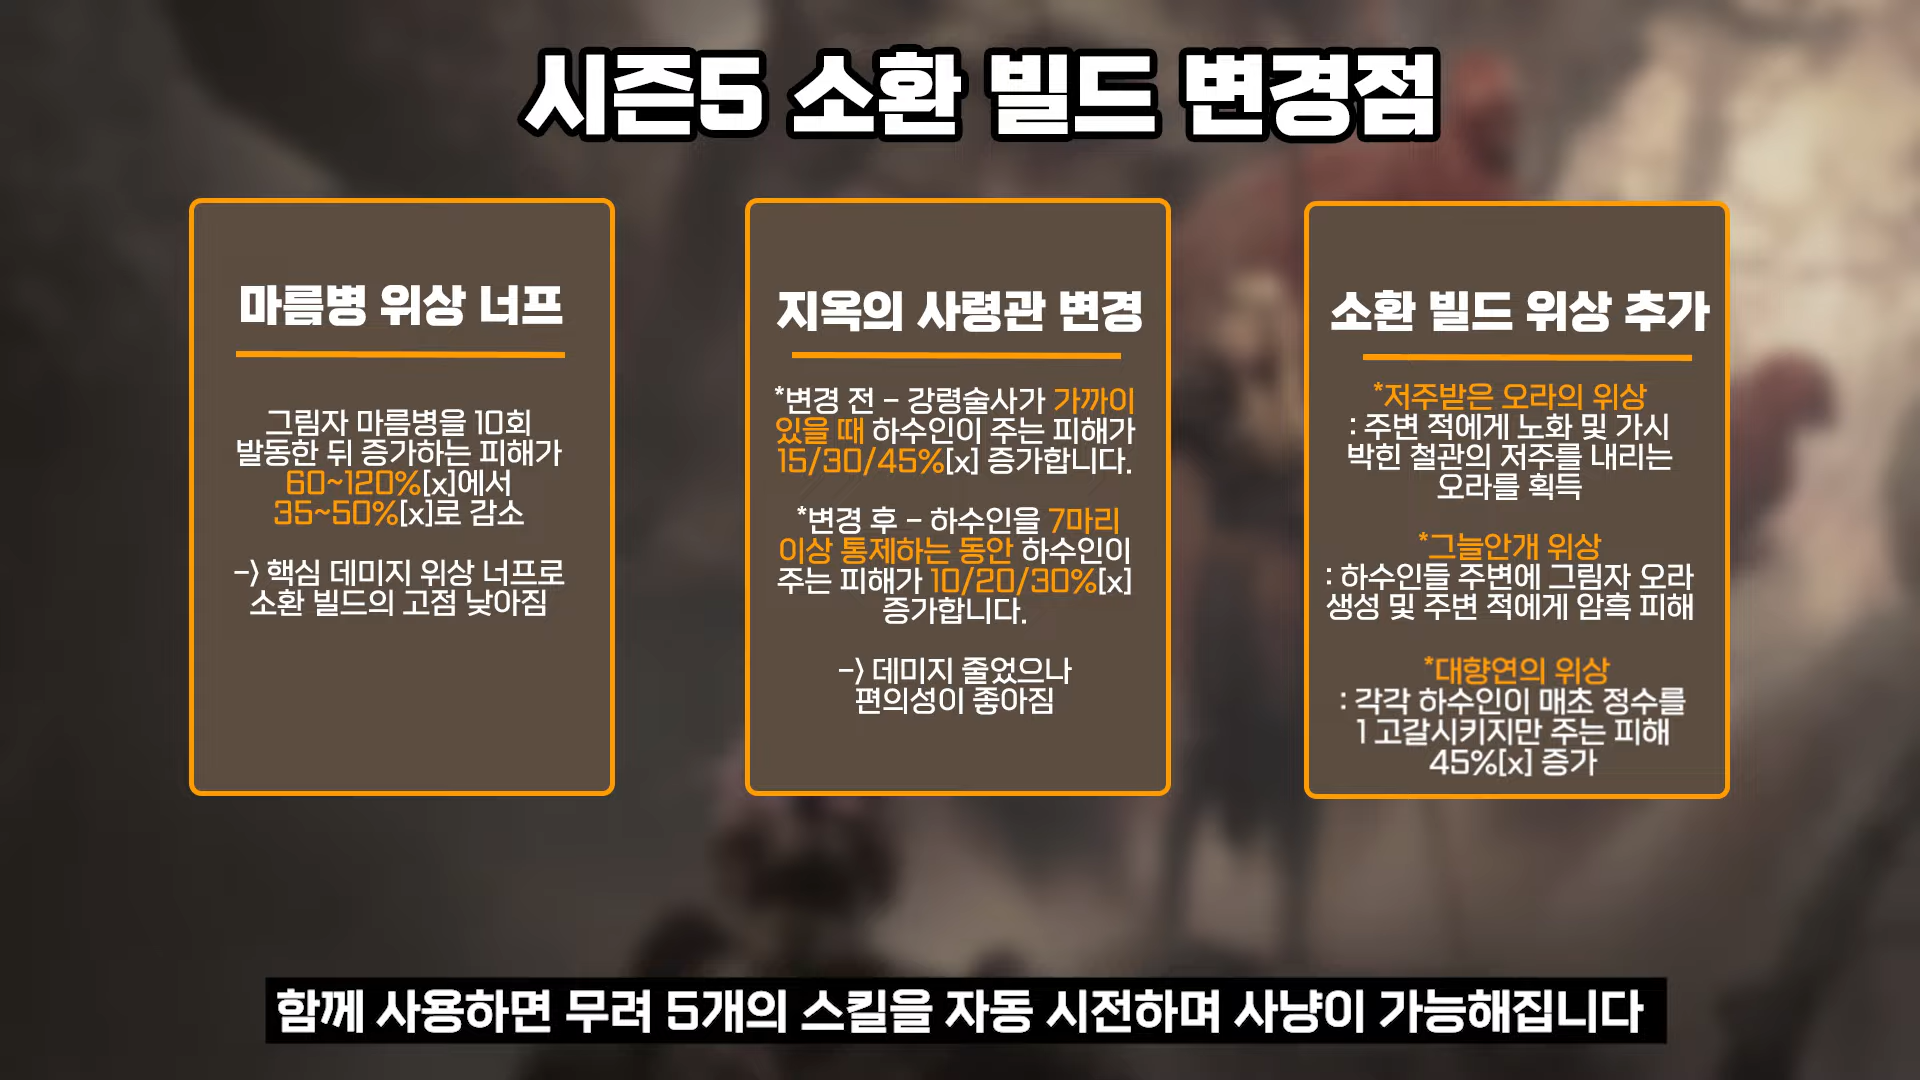 시즌5 소환 빌드 변경점
마름병 위상 너프
그림자 마름병을 10회
발동한 뒤 증가하는 피해가
60~120%[x]에서
35~50%[x]로 감소
-> 핵심 데미지 위상 너프로
소환 빌드의 고점 낮아짐
지옥의 사령관 변경
*변경 전 - 강령술사가 가까이
있을 때 하수인이 주는 피해가
15/30/45%[x] 증가합니다.
*변경 후 - 하수인을 7마리
이상 통제하는 동안 하수인이
주는 피해가 10/20/30%[x]
증가합니다.
-> 데미지 줄었으나
편의성이 좋아짐
소환 빌드 위상 추가
*저주받은 오라의 위상
: 주변 적에게 노화 및 가시
박힌 철관의 저주를 내리는
오라를 획득
*그늘안개 위상
: 하수인들 주변에 그림자 오라
생성 및 주변 적에게 암흑 피해
*대향연의 위상
: 각각 하수인이 매초 정수를
1 고갈시키지만 주는 피해
45%[x] 증가
함께 사용하면 무려 5개의 스킬을 자동 시전하며 사냥이 가능해집니다